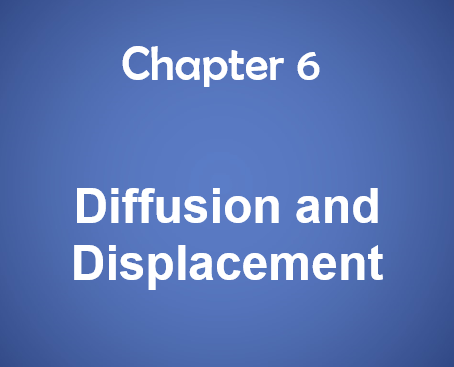 Chapter 6
Diffusion and
Displacement